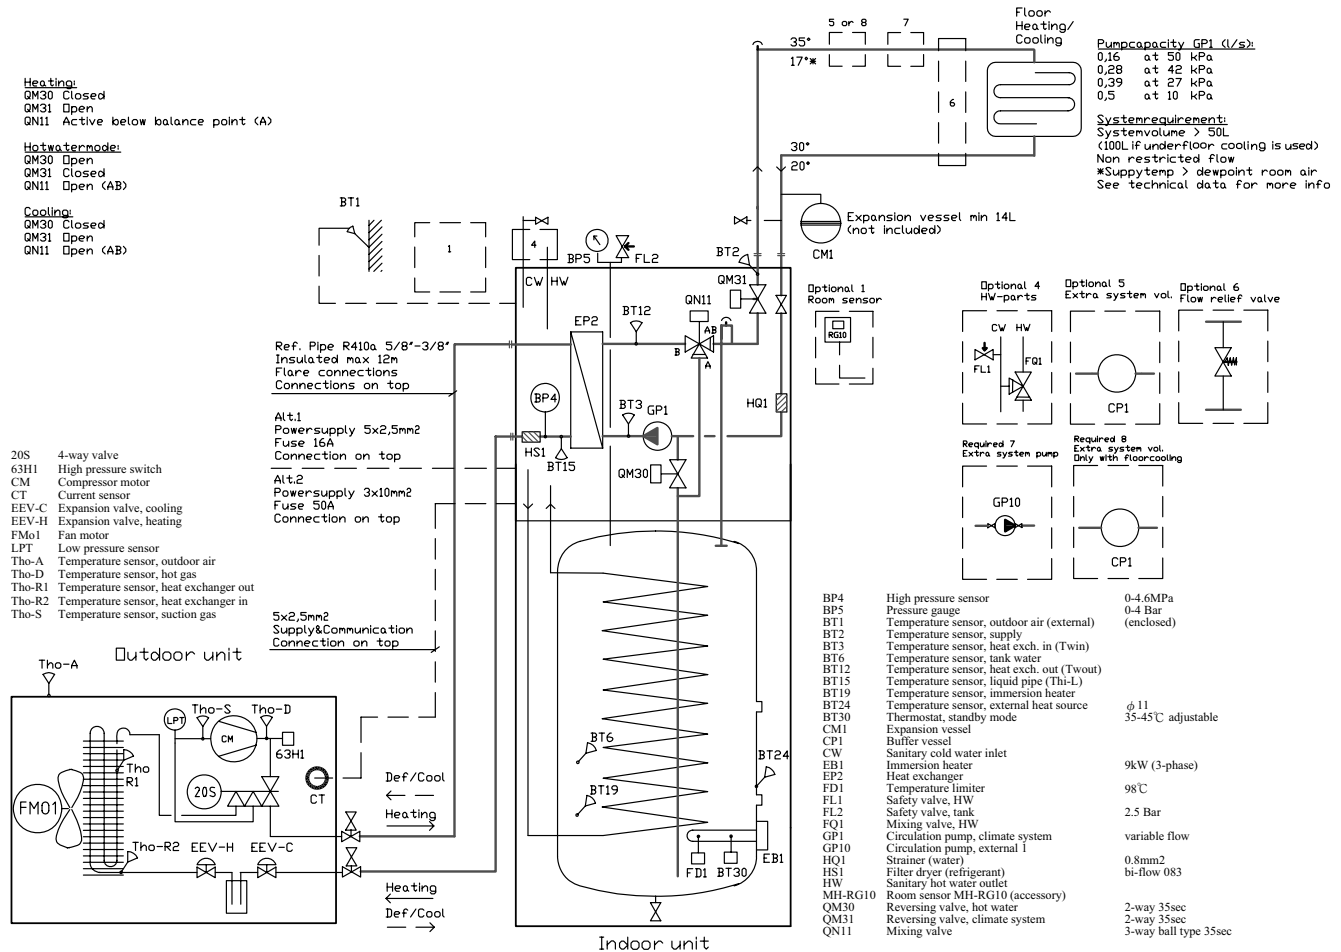 Heating:
QM30 Closed
QM31 Open
QN11 Active below balance point (A)
Hotwatermode:
QM30 Open
QM31 Closed
QN11 Open (AB)
Cooling:
QM30 Closed
QM31 Open
QN11 Open (AB)
BT1
1
4
CW HW
BP5
FL2
BT2
QM31
5 or 8
7
6
35°
17°*
30°
20°
Floor
Heating/
Cooling
Pumpcapacity GP1 (l/s):
0,16 at 50 kPa
0,28 at 42 kPa
0,39 at 27 kPa
0,5 at 10 kPa
Systemrequirement:
Systemvolume > 50L
(100L if underfloor cooling is used)
Non restricted flow
*Suppytemp > dewpoint room air
See technical data for more info
Expansion vessel min 14L
(not included)
CM1
QN11
BT12
EP2
AB
B
A
BP4
BT3
GP1
HQ1
HS1
BT15
QM30
Ref. Pipe R410a 5/8"-3/8"
Insulated max 12m
Flare connections
Connections on top
Alt.1
Powersupply 5x2,5mm2
Fuse 16A
Connection on top
Alt.2
Powersupply 3x10mm2
Fuse 50A
Connection on top
5x2,5mm2
Supply&Communication
Connection on top
Optional 1
Room sensor
RG10
Optional 4
HW-parts
CW HW
FL1
FQ1
Optional 5
Extra system vol.
CP1
Optional 6
Flow relief valve
Required 7
Extra system pump
GP10
Required 8
Extra system vol.
Only with floorcooling
CP1
20S 4-way valve
63H1 High pressure switch
CM Compressor motor
CT Current sensor
EEV-C Expansion valve, cooling
EEV-H Expansion valve, heating
FMo1 Fan motor
LPT Low pressure sensor
Tho-A Temperature sensor, outdoor air
Tho-D Temperature sensor, hot gas
Tho-R1 Temperature sensor, heat exchanger out
Tho-R2 Temperature sensor, heat exchanger in
Tho-S Temperature sensor, suction gas
Outdoor unit
Tho-A
Tho-S
Tho-D
LPT
CM
63H1
Tho
R1
20S
CT
FM01
Tho-R2
EEV-H
EEV-C
Def/Cool
Heating
Heating
Def/Cool
BT6
BT19
BT24
FD1
BT30
EB1
Indoor unit
BP4 High pressure sensor 0-4.6MPa
BP5 Pressure gauge 0-4 Bar
BT1 Temperature sensor, outdoor air (external) (enclosed)
BT2 Temperature sensor, supply
BT3 Temperature sensor, heat exch. in (Twin)
BT6 Temperature sensor, tank water
BT12 Temperature sensor, heat exch. out (Twout)
BT15 Temperature sensor, liquid pipe (Thi-L)
BT19 Temperature sensor, immersion heater
BT24 Temperature sensor, external heat source ϕ 11
BT30 Thermostat, standby mode 35-45℃ adjustable
CM1 Expansion vessel
CP1 Buffer vessel
CW Sanitary cold water inlet
EB1 Immersion heater 9kW (3-phase)
EP2 Heat exchanger
FD1 Temperature limiter 98℃
FL1 Safety valve, HW
FL2 Safety valve, tank 2.5 Bar
FQ1 Mixing valve, HW
GP1 Circulation pump, climate system variable flow
GP10 Circulation pump, external 1
HQ1 Strainer (water) 0.8mm2
HS1 Filter dryer (refrigerant) bi-flow 083
HW Sanitary hot water outlet
MH-RG10 Room sensor MH-RG10 (accessory)
QM30 Reversing valve, hot water 2-way 35sec
QM31 Reversing valve, climate system 2-way 35sec
QN11 Mixing valve 3-way ball type 35sec